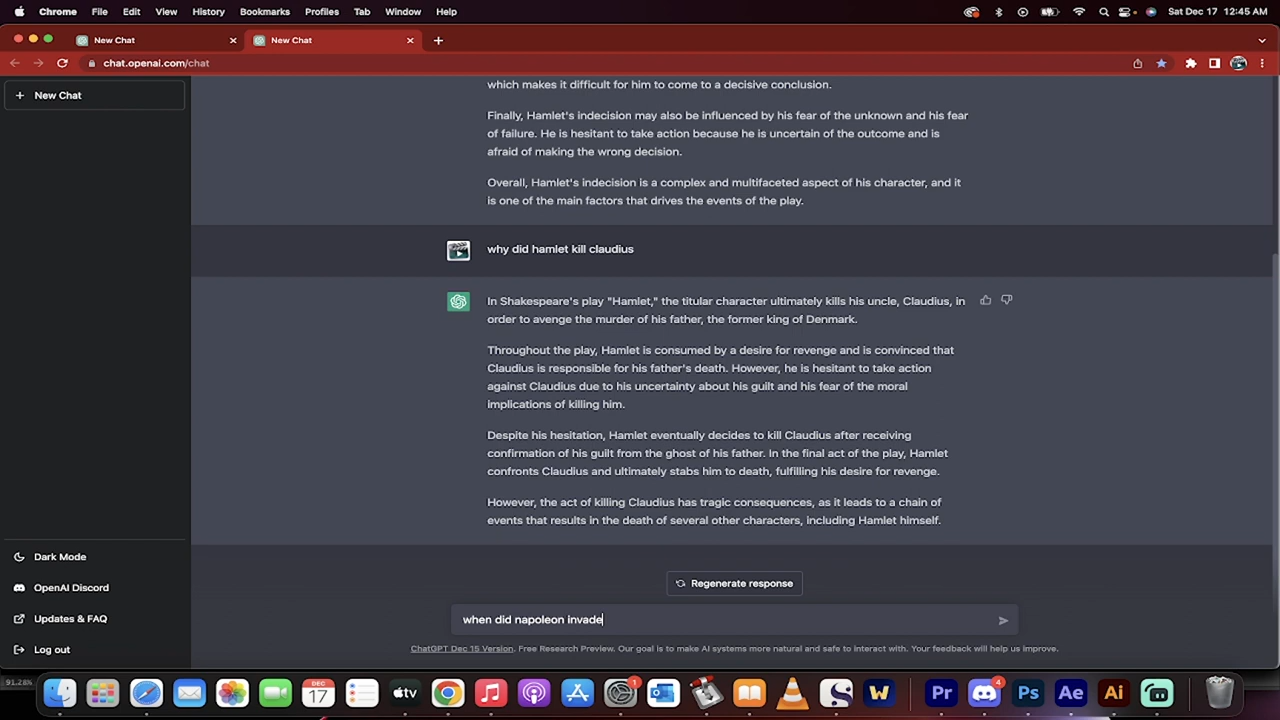 Chrome File Edit View History Bookmarks Profiles Tab Window Help Sat Dec 17 12:45 AM
New Chat New Chat
chat.openal.com/chat
New Chat
which makes it difficult for him to come to a decisive conclusion.
Finally, Hamlet's indecision may also be influenced by his fear of the unknown and his fear
of failure. He is hesitant to take action because he is uncertain of the outcome and is
afraid of making the wrong decision.
Overall, Hamlet's indecision is a complex and multifaceted aspect of his character, and it
is one of the main factors that drives the events of the play.
why did hamlet kill claudius
In Shakespeare's play "Hamlet," the titular character ultimately kills his uncle, Claudius, in
order to avenge the murder of his father, the former king of Denmark.
Throughout the play, Hamlet is consumed by a desire for revenge and is convinced that
Claudius is responsible for his father's death. However, he is hesitant to take action
against Claudius due to his uncertainty about his guilt and his fear of the moral
implications of killing him.
Despite his hesitation, Hamlet eventually decides to kill Claudius after receiving
confirmation of his guilt from the ghost of his father. In the final act of the play, Hamlet
confronts Claudius and ultimately stabs him to death, fulfilling his desire for revenge.
However, the act of killing Claudius has tragic consequences, as it leads to a chain of
events that results in the death of several other characters, including Hamlet himself.
Dark Mode
OpenAI Discord
Updates & FAQ
Log out
Regenerate response
when did napoleon invade
ChatGPT Dec 15 Version. Free Research Preview. Our goal is to make AI systems more natural and safe to interact with. Your feedback will help us improve.
91.28%
DEC
17
tv
1
W
Pr
4
Ps
Ae
Ai